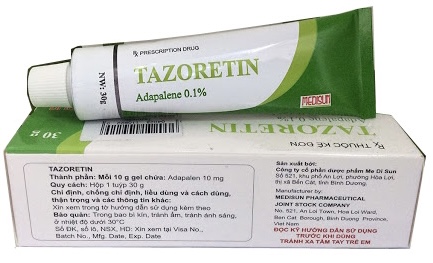 ℞ PRESCRIPTION DRUG
TAZORETIN
Adapalene 0.1%
NW: 30g
MEDISUN
℞ THUỐC KÊ ĐƠN
TAZORETIN
30 g
TAZORETIN
Thành phần: Mỗi 10 g gel chứa: Adapalen 10 mg
Quy cách: Hộp 1 tuýp 30 g
Chỉ định, chống chỉ định, liều dùng và cách dùng,
thận trọng và các thông tin khác:
Xin xem trong tờ hướng dẫn sử dụng kèm theo
Bảo quản: Trong bao bì kín, tránh ẩm, tránh ánh sáng,
ở nhiệt độ dưới 30°C
Số ĐK, số lô, NSX, HD: Xin xem tại Visa No.,
Batch No., Mfg. Date, Exp. Date
Sản xuất bởi:
Công ty cổ phần dược phẩm Me Di Sun
Số 521, khu phố An Lợi, phường Hòa Lợi,
thị xã Bến Cát, tỉnh Bình Dương.
Manufacturer by:
MEDISUN PHARMACEUTICAL
JOINT STOCK COMPANY
No. 521, An Loi Town, Hoa Loi Ward,
Ben Cat, Borough, Binh Duong Province,
Viet Nam
ĐỌC KỸ HƯỚNG DẪN SỬ DỤNG
TRƯỚC KHI DÙNG
TRÁNH XA TẦM TAY TRẺ EM